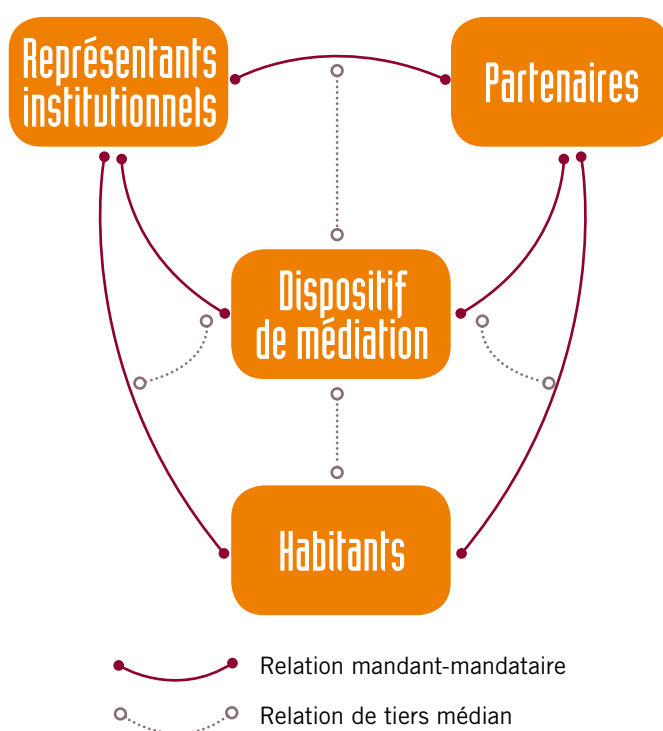 Représentants
institutionnels
Partenaires
Dispositif
de médiation
Habitants
Relation mandant-mandataire
Relation de tiers médian